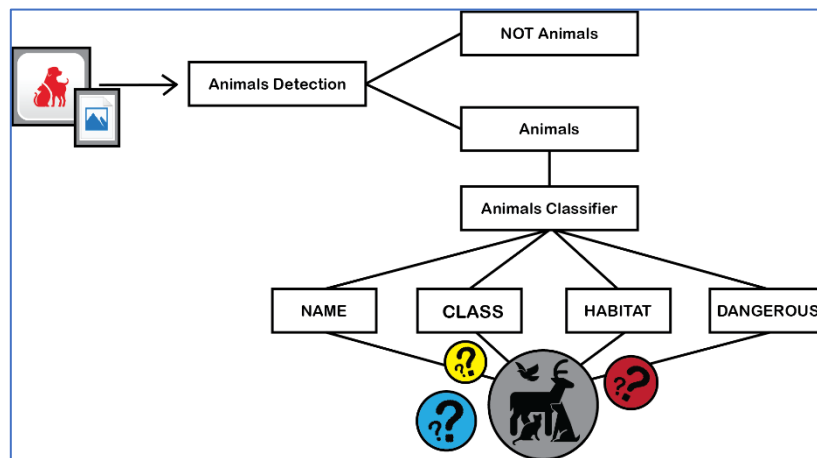 NOT Animals
Animals Detection
Animals
Animals Classifier
NAME
CLASS
HABITAT
DANGEROUS
??
??
??